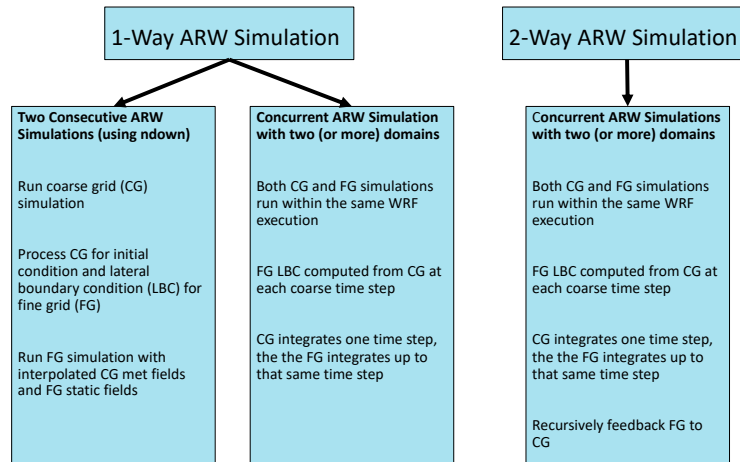 1-Way ARW Simulation
2-Way ARW Simulation
Two Consecutive ARW
Simulations (using ndown)
Run coarse grid (CG)
simulation
Process CG for initial
condition and lateral
boundary condition (LBC) for
fine grid (FG)
Run FG simulation with
interpolated CG met fields
and FG static fields
Concurrent ARW Simulation
with two (or more) domains
Both CG and FG simulations
run within the same WRF
execution
FG LBC computed from CG at
each coarse time step
CG integrates one time step,
the the FG integrates up to
that same time step
Concurrent ARW Simulations
with two (or more) domains
Both CG and FG simulations
run within the same WRF
execution
FG LBC computed from CG at
each coarse time step
CG integrates one time step,
the the FG integrates up to
that same time step
Recursively feedback FG to
CG